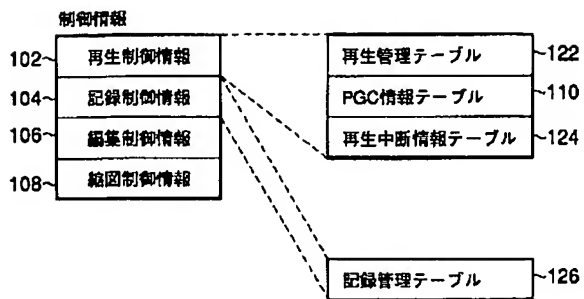 制御情報
102 再生制御情報
104 記録制御情報
106 編集制御情報
108 縮図制御情報
再生管理テーブル 122
PGC情報テーブル 110
再生中断情報テーブル 124
記録管理テーブル 126